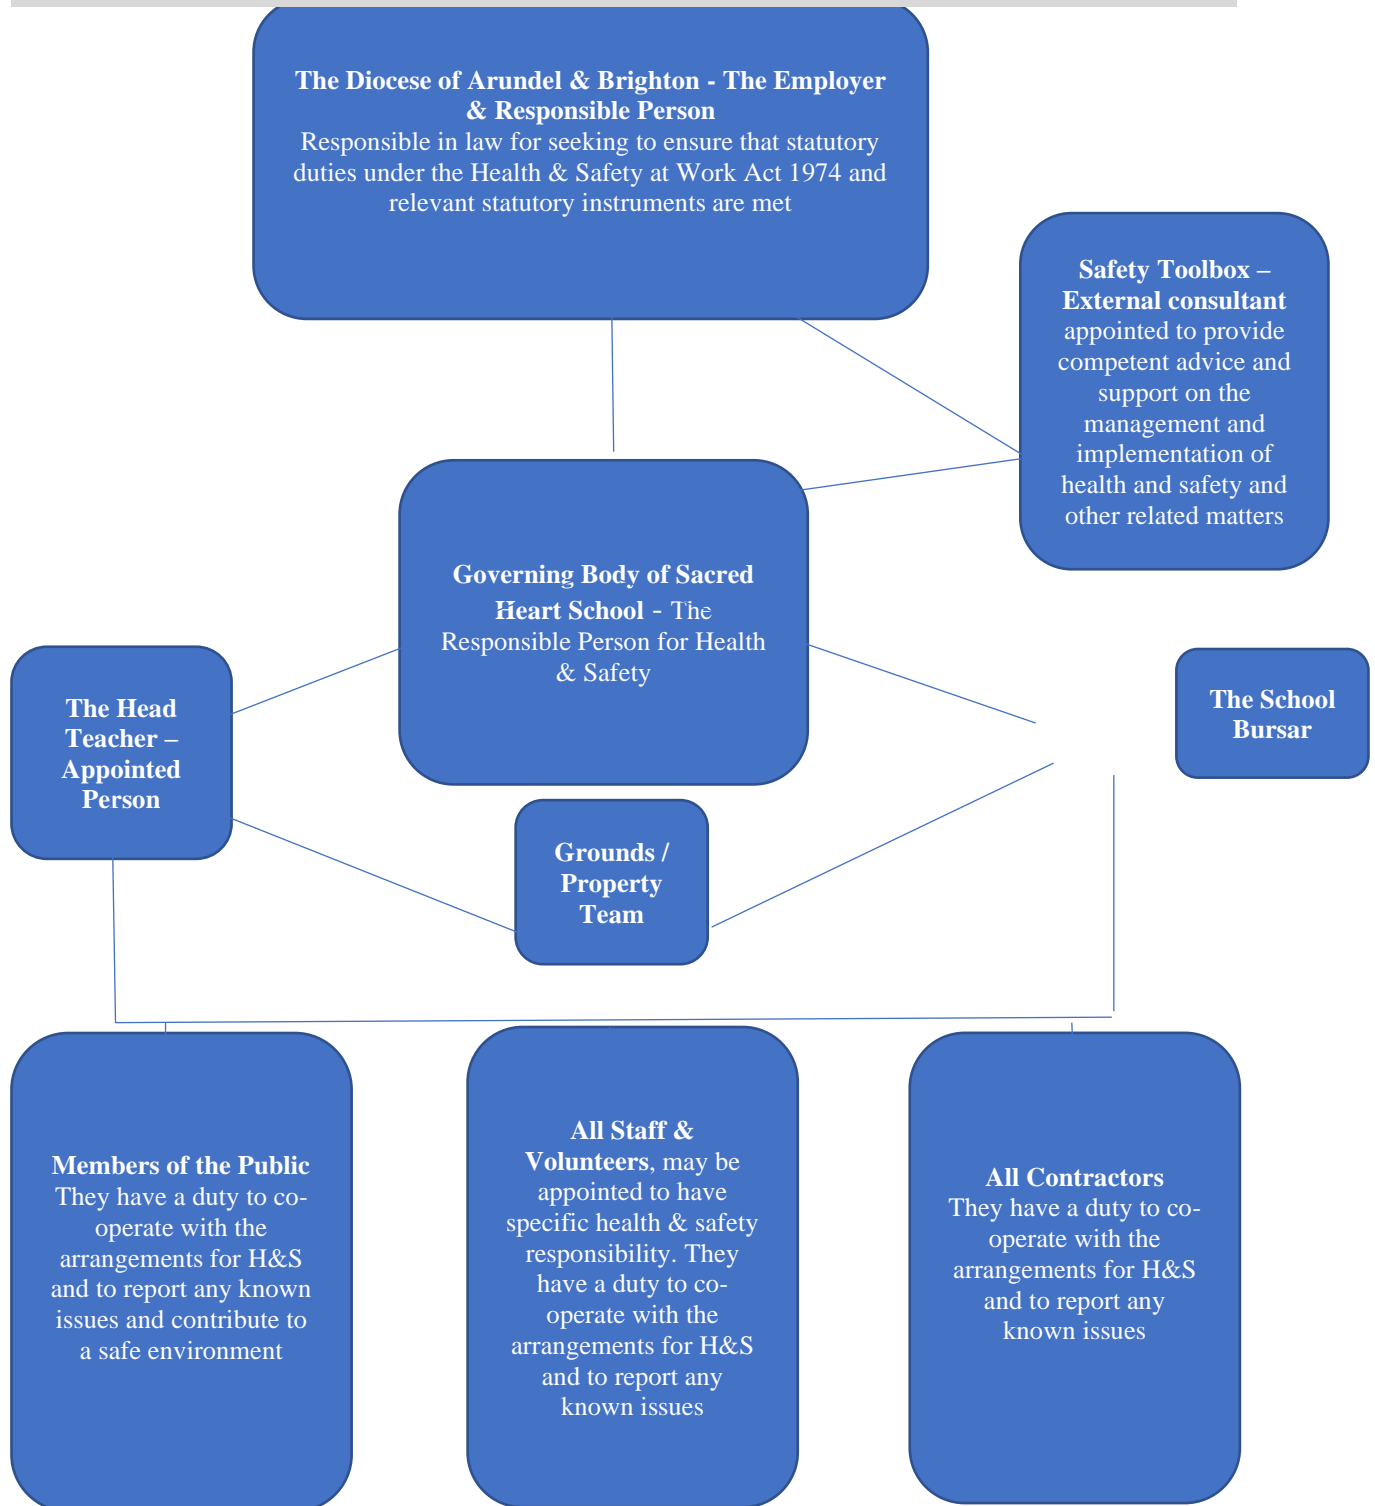 The Diocese of Arundel & Brighton - The Employer
& Responsible Person
Responsible in law for seeking to ensure that statutory
duties under the Health & Safety at Work Act 1974 and
relevant statutory instruments are met
Safety Toolbox –
External consultant
appointed to provide
competent advice and
support on the
management and
implementation of
health and safety and
other related matters
Governing Body of Sacred
Heart School - The
Responsible Person for Health
& Safety
The Head
Teacher –
Appointed
Person
The School
Bursar
Grounds /
Property
Team
Members of the Public
They have a duty to co-
operate with the
arrangements for H&S
and to report any known
issues and contribute to
a safe environment
All Staff &
Volunteers, may be
appointed to have
specific health & safety
responsibility. They
have a duty to co-
operate with the
arrangements for H&S
and to report any
known issues
All Contractors
They have a duty to co-
operate with the
arrangements for H&S
and to report any
known issues